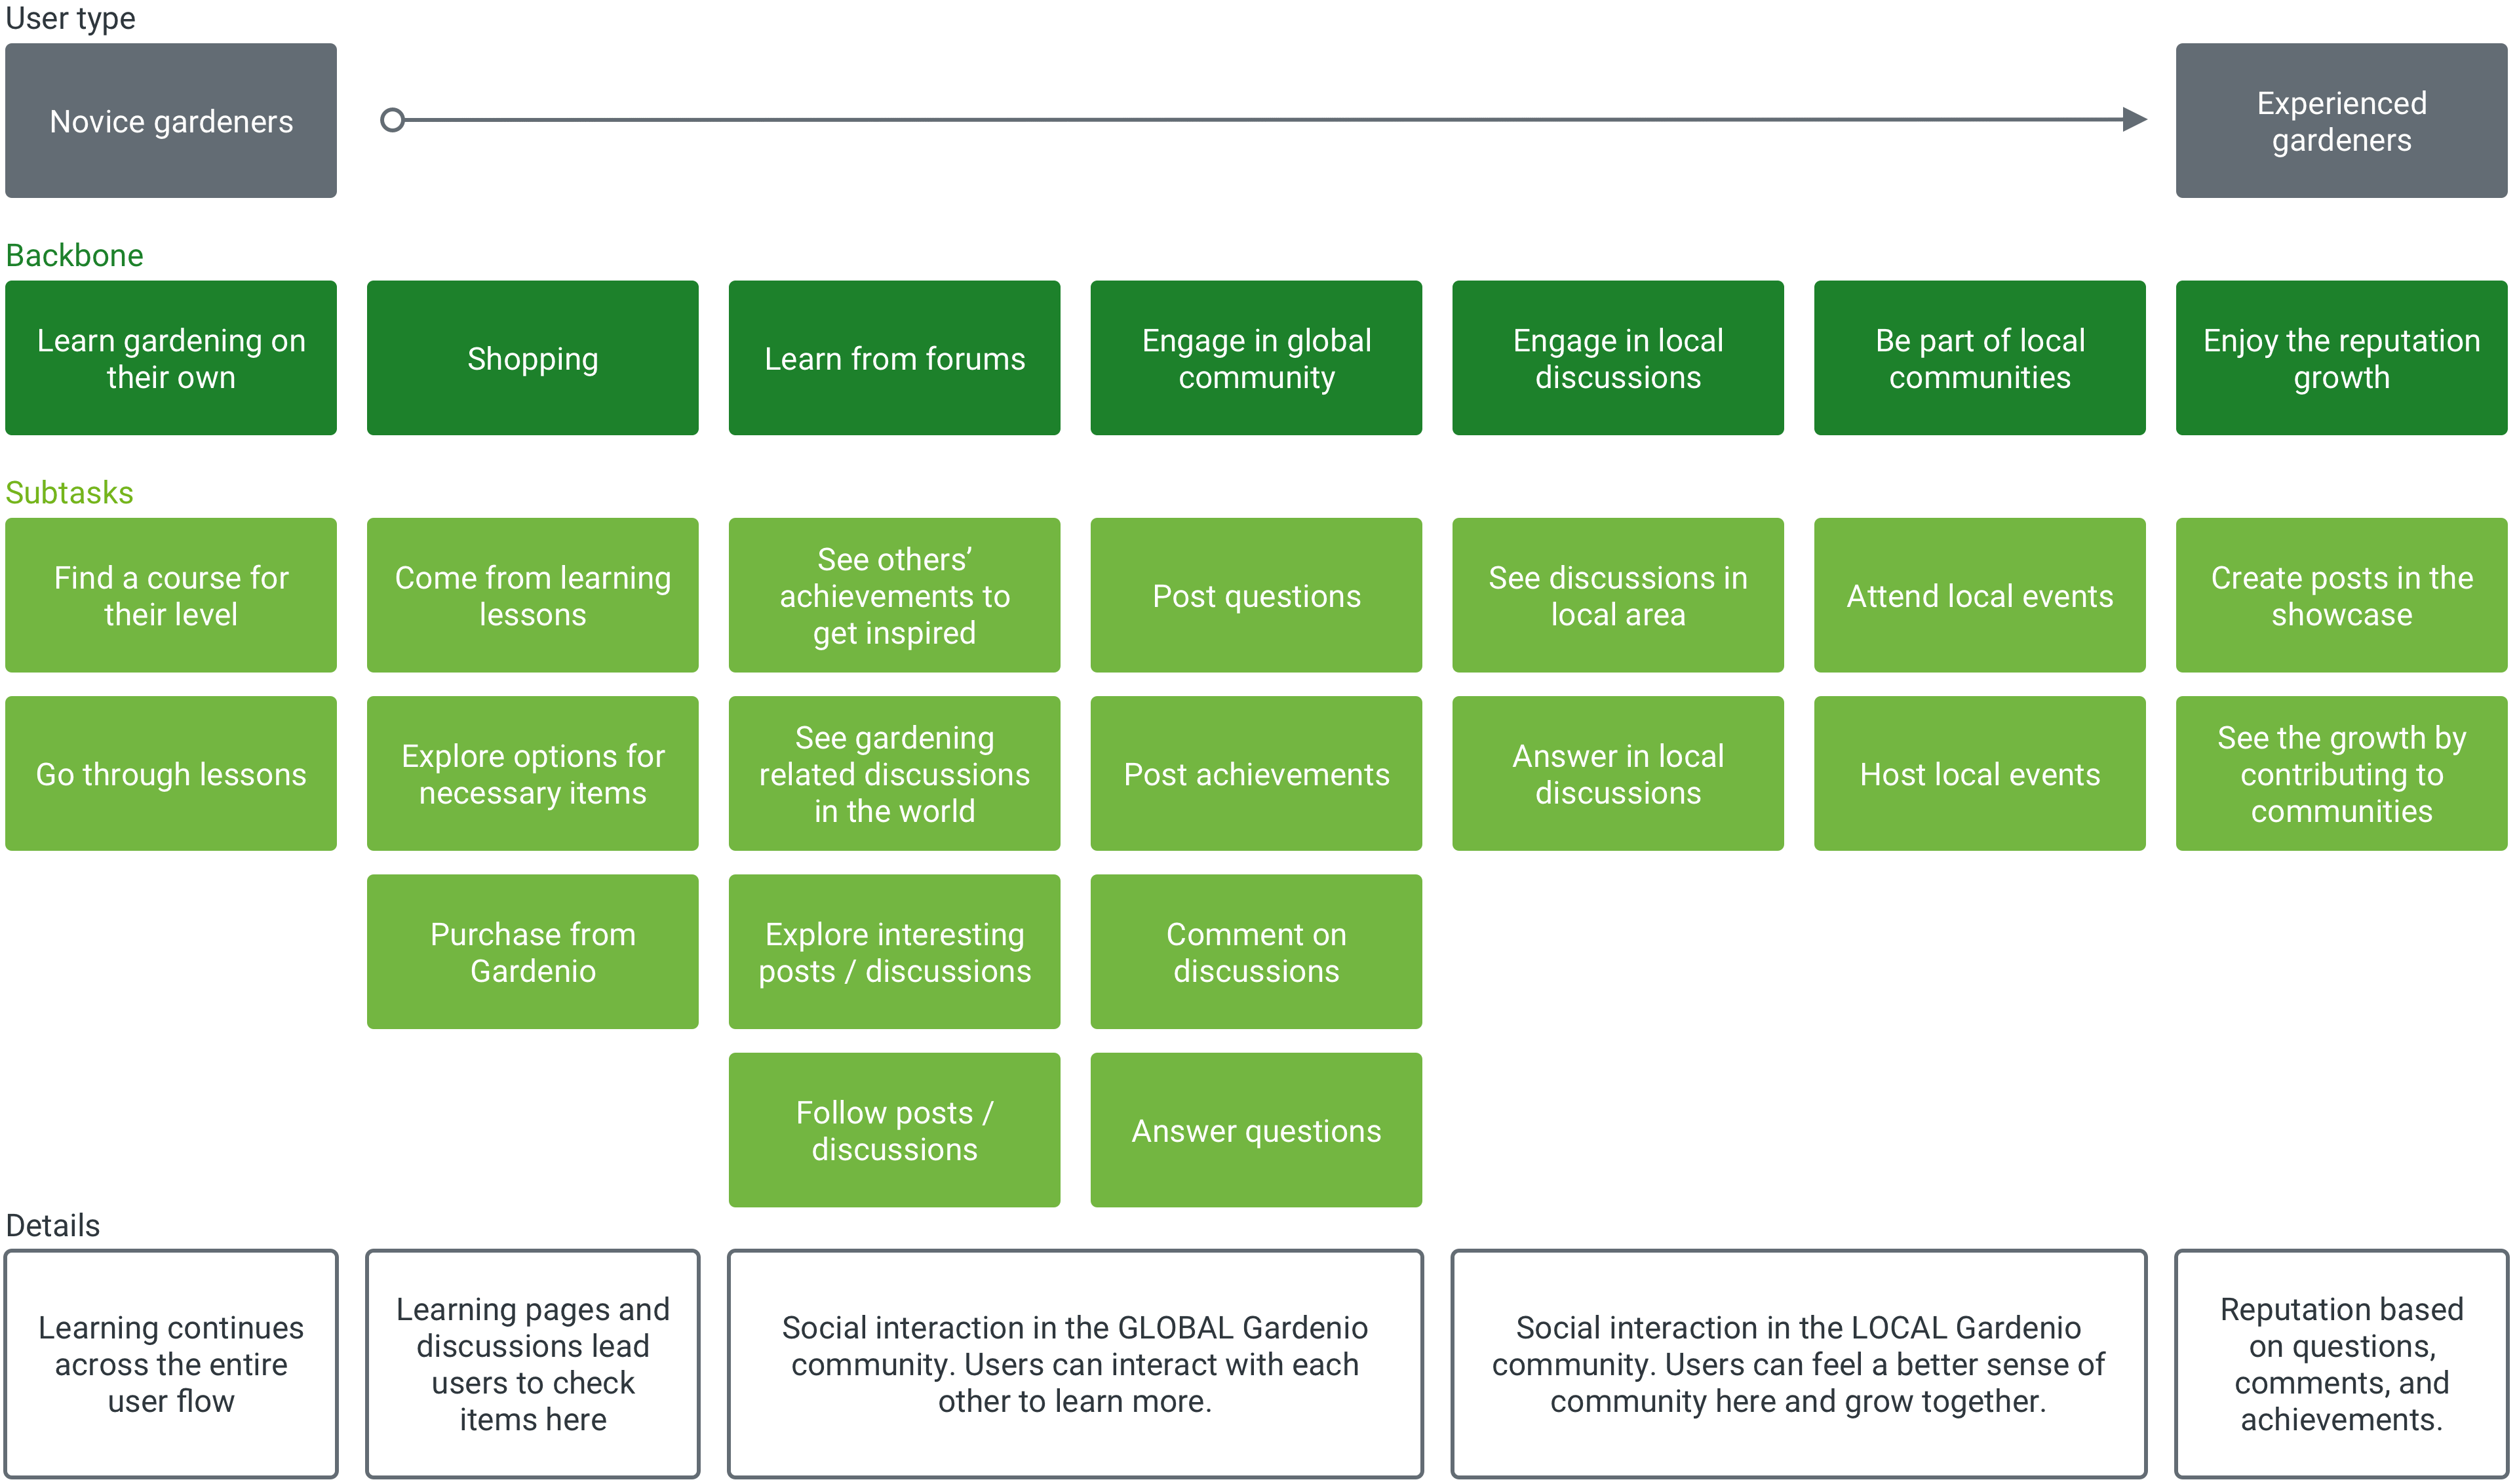 User type
Novice gardeners
Experienced
gardeners
Backbone
Learn gardening on
their own
Shopping
Learn from forums
Engage in global
community
Engage in local
discussions
Be part of local
communities
Enjoy the reputation
growth
Subtasks
Find a course for
their level
Come from learning
lessons
See others’
achievements to
get inspired
Post questions
See discussions in
local area
Attend local events
Create posts in the
showcase
Go through lessons
Explore options for
necessary items
See gardening
related discussions
in the world
Post achievements
Answer in local
discussions
Host local events
See the growth by
contributing to
communities
Purchase from
Gardenio
Explore interesting
posts / discussions
Comment on
discussions
Follow posts /
discussions
Answer questions
Details
Learning continues
across the entire
user flow
Learning pages and
discussions lead
users to check
items here
Social interaction in the GLOBAL Gardenio
community. Users can interact with each
other to learn more.
Social interaction in the LOCAL Gardenio
community. Users can feel a better sense of
community here and grow together.
Reputation based
on questions,
comments, and
achievements.